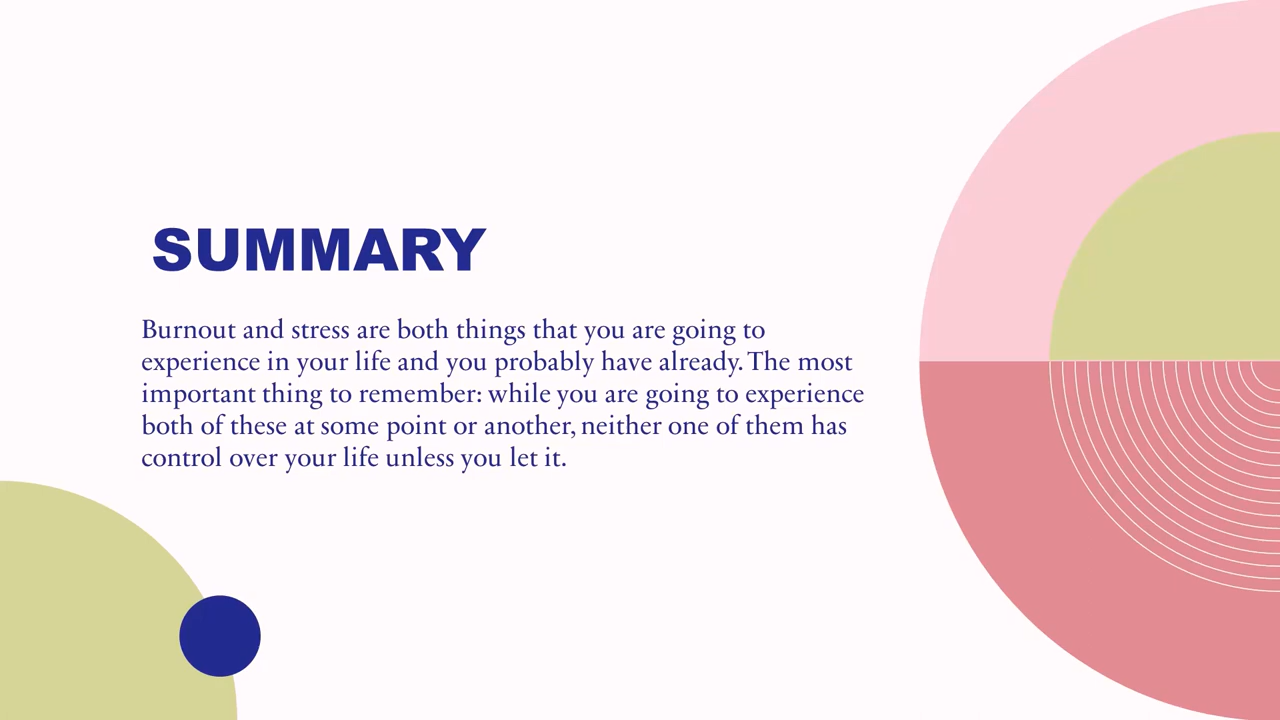 SUMMARY
Burnout and stress are both things that you are going to
experience in your life and you probably have already. The most
important thing to remember: while you are going to experience
both of these at some point or another, neither one of them has
control over your life unless you let it.